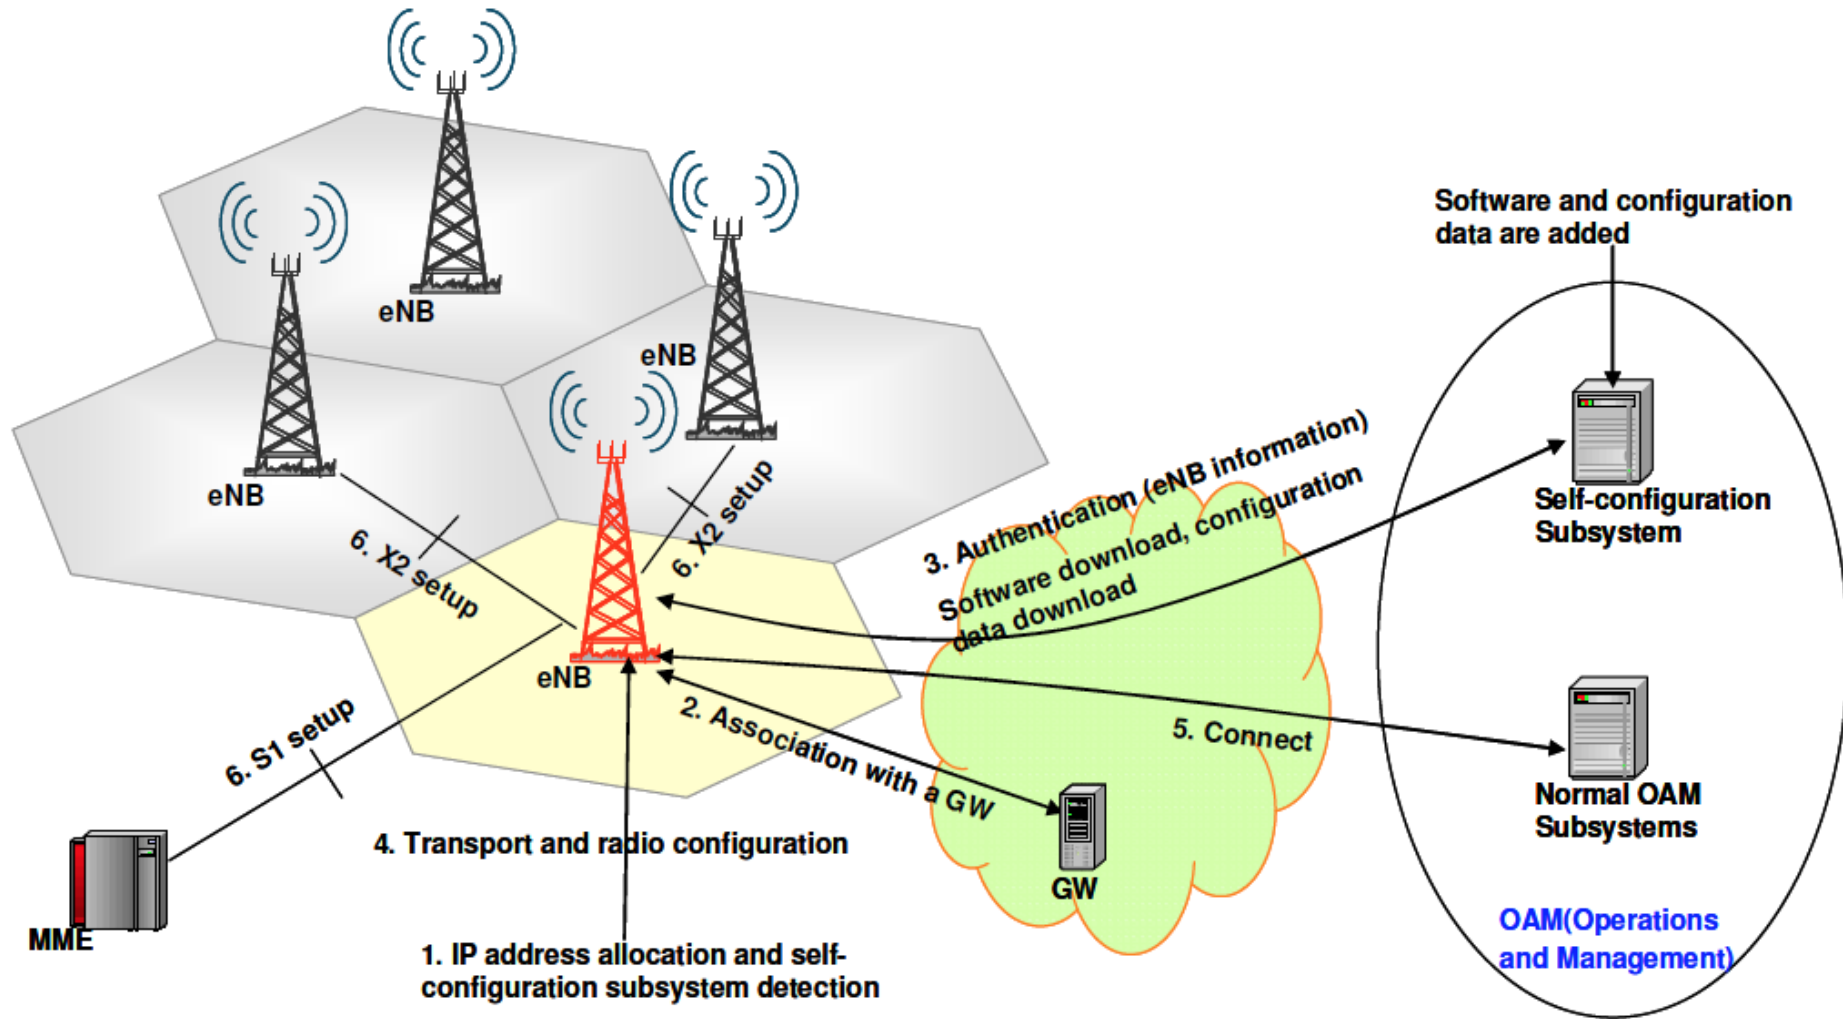 eNB
eNB
eNB
eNB
6. X2 setup
6. X2 setup
6. S1 setup
MME
Software and configuration
data are added
3. Authentication (eNB information)
Software download, configuration
data download
Self-configuration
Subsystem
2. Association with a GW
5. Connect
Normal OAM
Subsystems
4. Transport and radio configuration
GW
OAM(Operations
and Management)
1. IP address allocation and self-
configuration subsystem detection